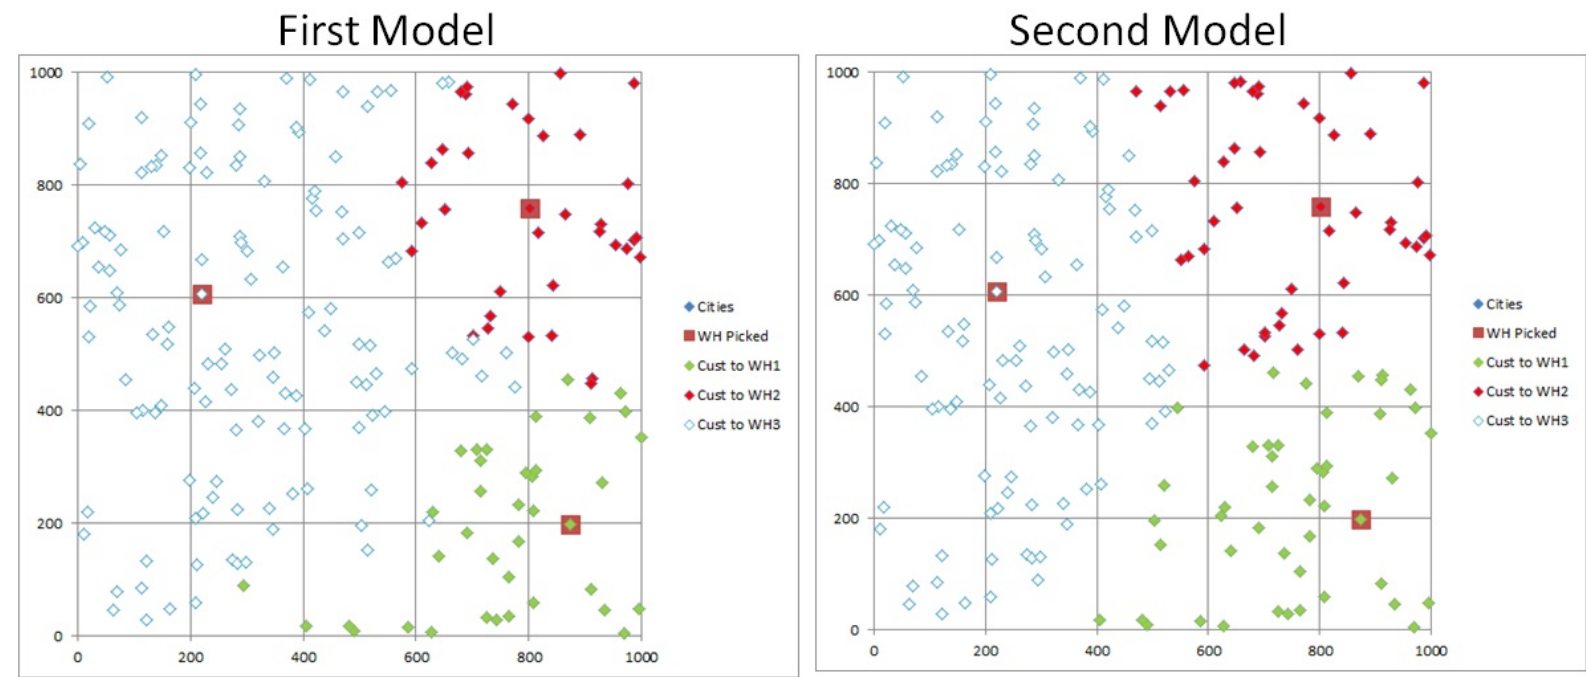 First Model
Second Model
1000
800
600
400
200
0
0 200 400 600 800 1000
Cities
WH Picked
Cust to WH1
Cust to WH2
Cust to WH3
1000
800
600
400
200
0
0 200 400 600 800 1000
Cities
WH Picked
Cust to WH1
Cust to WH2
Cust to WH3